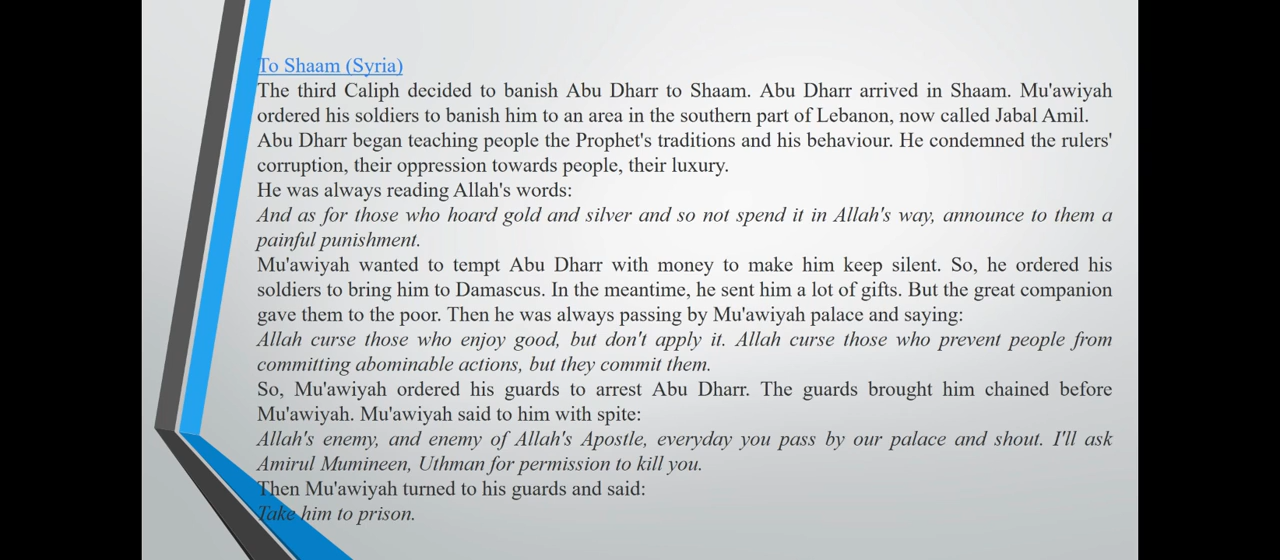 To Shaam (Syria)
The third Caliph decided to banish Abu Dharr to Shaam. Abu Dharr arrived in Shaam. Mu'awiyah
ordered his soldiers to banish him to an area in the southern part of Lebanon, now called Jabal Amil.
Abu Dharr began teaching people the Prophet's traditions and his behaviour. He condemned the rulers'
corruption, their oppression towards people, their luxury.
He was always reading Allah's words:
And as for those who hoard gold and silver and so not spend it in Allah's way, announce to them a
painful punishment.
Mu'awiyah wanted to tempt Abu Dharr with money to make him keep silent. So, he ordered his
soldiers to bring him to Damascus. In the meantime, he sent him a lot of gifts. But the great companion
gave them to the poor. Then he was always passing by Mu'awiyah palace and saying:
Allah curse those who enjoy good, but don't apply it. Allah curse those who prevent people from
committing abominable actions, but they commit them.
So, Mu'awiyah ordered his guards to arrest Abu Dharr. The guards brought him chained before
Mu'awiyah. Mu'awiyah said to him with spite:
Allah's enemy, and enemy of Allah's Apostle, everyday you pass by our palace and shout. I'll ask
Amirul Mumineen, Uthman for permission to kill you.
Then Mu'awiyah turned to his guards and said:
Take him to prison.